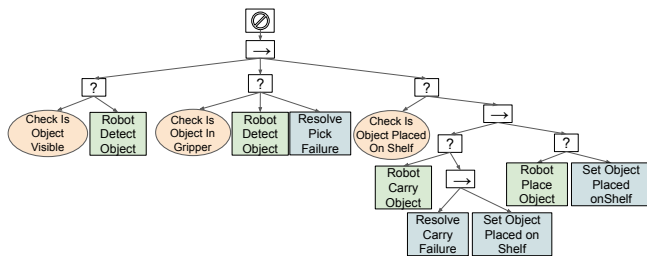 →
?
?
?
Check Is
Object
Visible
Robot
Detect
Object
Check Is
Object In
Gripper
Robot
Detect
Object
Resolve
Pick
Failure
Check Is
Object Placed
On Shelf
→
?
?
Robot
Carry
Object
→
Robot
Place
Object
Set Object
Placed
onShelf
Resolve
Carry
Failure
Set Object
Placed on
Shelf